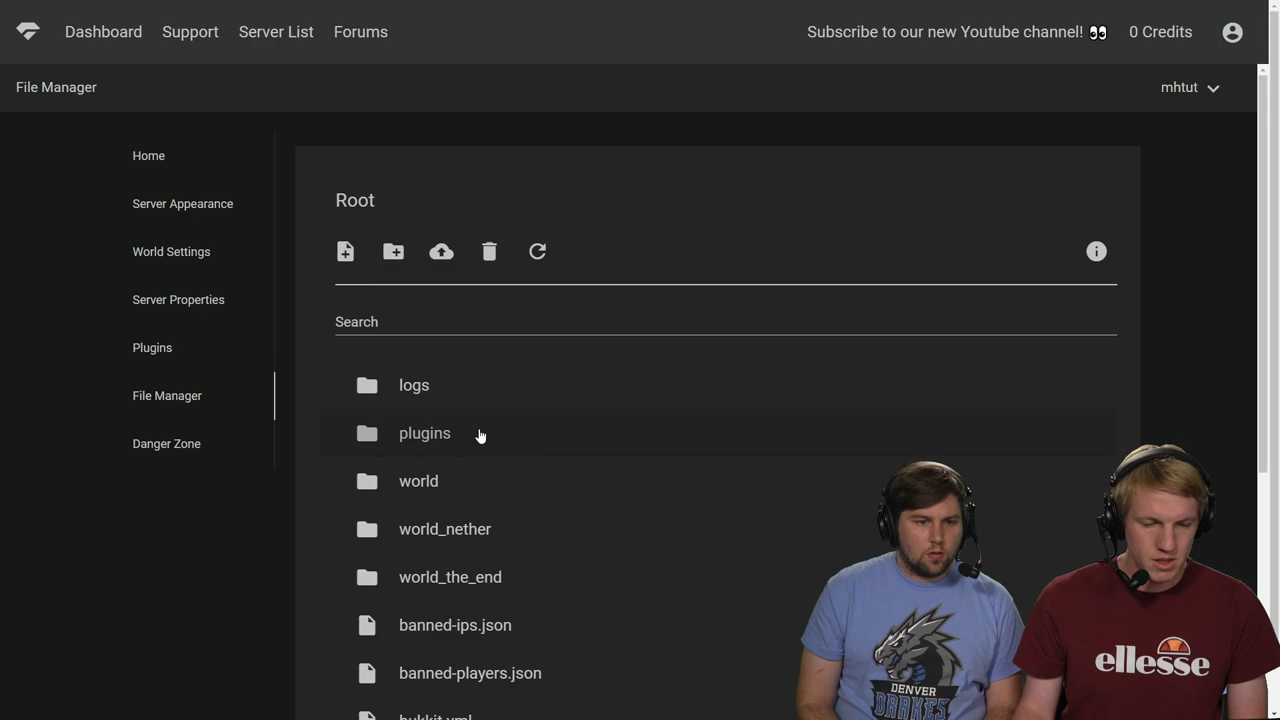 Dashboard Support Server List Forums Subscribe to our new Youtube channel! 👀 0 Credits
File Manager mhtut
Home
Server Appearance
World Settings
Server Properties
Plugins
File Manager
Danger Zone
Root
Search
logs
plugins
world
world_nether
world_the_end
banned-ips.json
banned-players.json
bukkit.yml
DENVER
DRAKES
ellesse